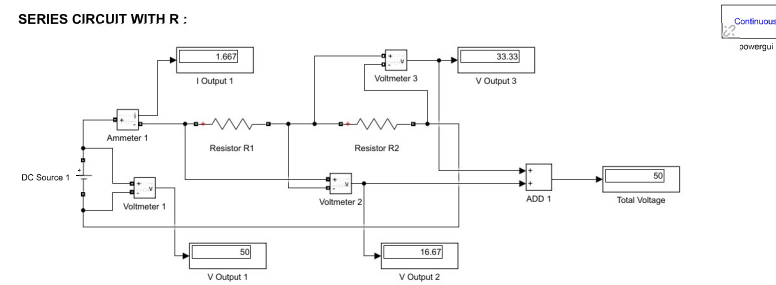 SERIES CIRCUIT WITH R :
Continuous
powergui
1.667
I Output 1
+ v -
Voltmeter 3
33.33
V Output 3
+ i -
Ammeter 1
+
Resistor R1
+
Resistor R2
DC Source 1
+
+ v -
Voltmeter 1
+ v -
Voltmeter 2
+
+
ADD 1
50
Total Voltage
50
V Output 1
16.67
V Output 2